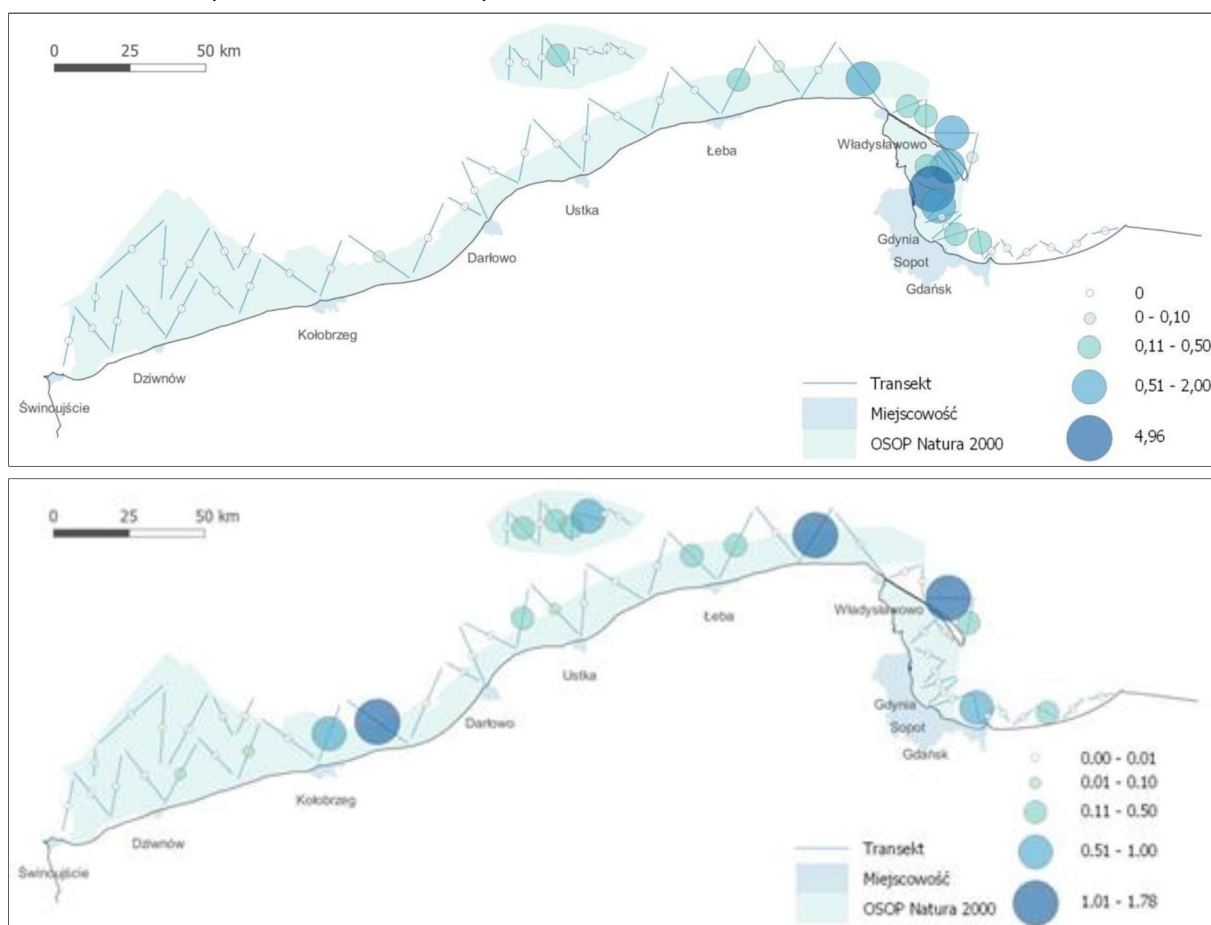 0 25 50 km
Łeba
Władysławowo
Ustka
Gdynia
Darłowo
Sopot
Gdańsk
Kołobrzeg
Dziwnów
Świnoujście
0
0 - 0,10
0,11 - 0,50
0,51 - 2,00
4,96
Transekt
Miejscowość
OSOP Natura 2000
0 25 50 km
Łeba
Władysławowo
Ustka
Gdynia
Darłowo
Sopot
Gdańsk
Kołobrzeg
Dziwnów
Świnoujście
0.00 - 0.01
0.01 - 0.10
0.11 - 0.50
0.51 - 1.00
1.01 - 1.78
Transekt
Miejscowość
OSOP Natura 2000